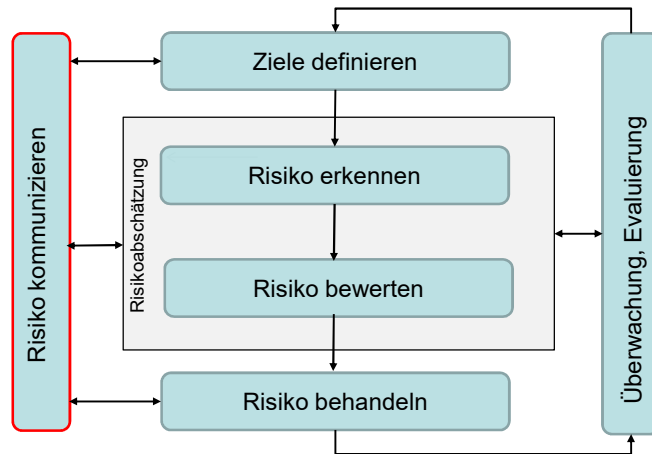 Ziele definieren
Risiko kommunizieren
Risikoabschätzung
Risiko erkennen
Risiko bewerten
Überwachung, Evaluierung
Risiko behandeln